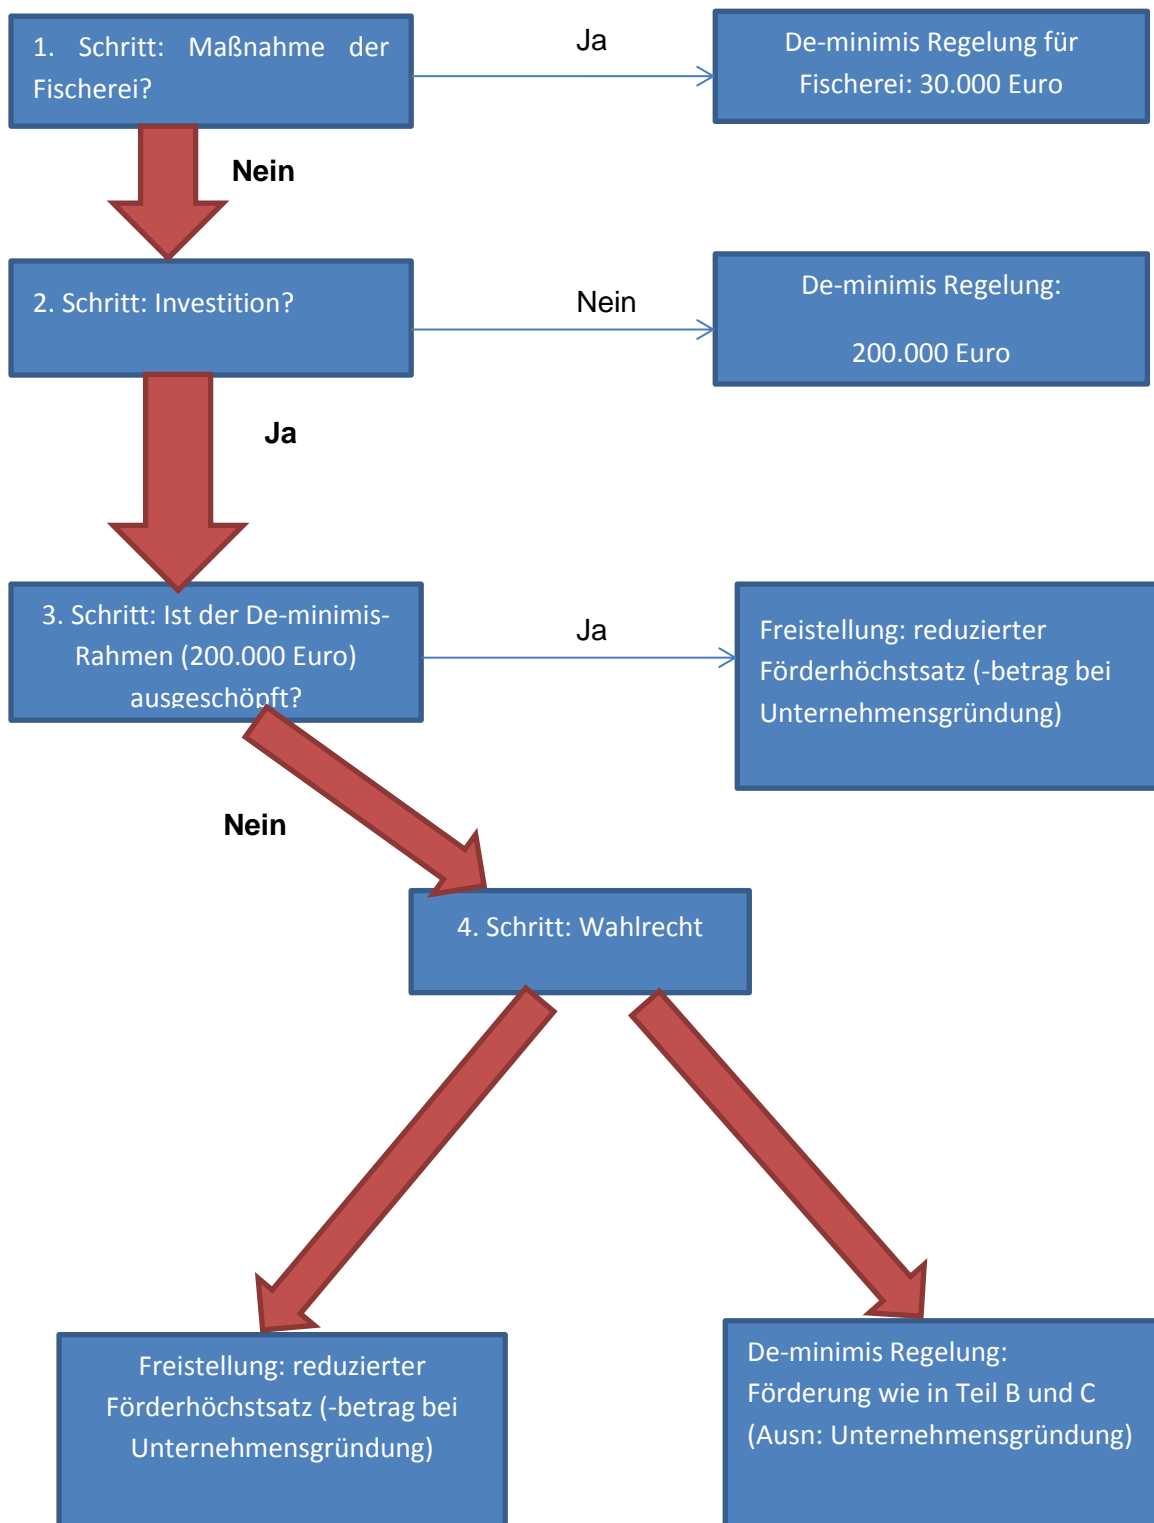 1. Schritt: Maßnahme der
Fischerei?
Ja
De-minimis Regelung für
Fischerei: 30.000 Euro
Nein
2. Schritt: Investition?
Nein
De-minimis Regelung:
200.000 Euro
Ja
3. Schritt: Ist der De-minimis-
Rahmen (200.000 Euro)
ausgeschöpft?
Ja
Freistellung: reduzierter
Förderhöchstsatz (-betrag bei
Unternehmensgründung)
Nein
4. Schritt: Wahlrecht
Freistellung: reduzierter
Förderhöchstsatz (-betrag bei
Unternehmensgründung)
De-minimis Regelung:
Förderung wie in Teil B und C
(Ausn: Unternehmensgründung)